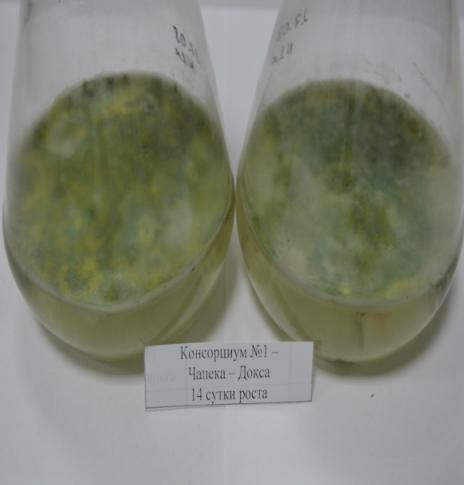 Консорциум №1 –
Чапека – Докса
14 сутки роста